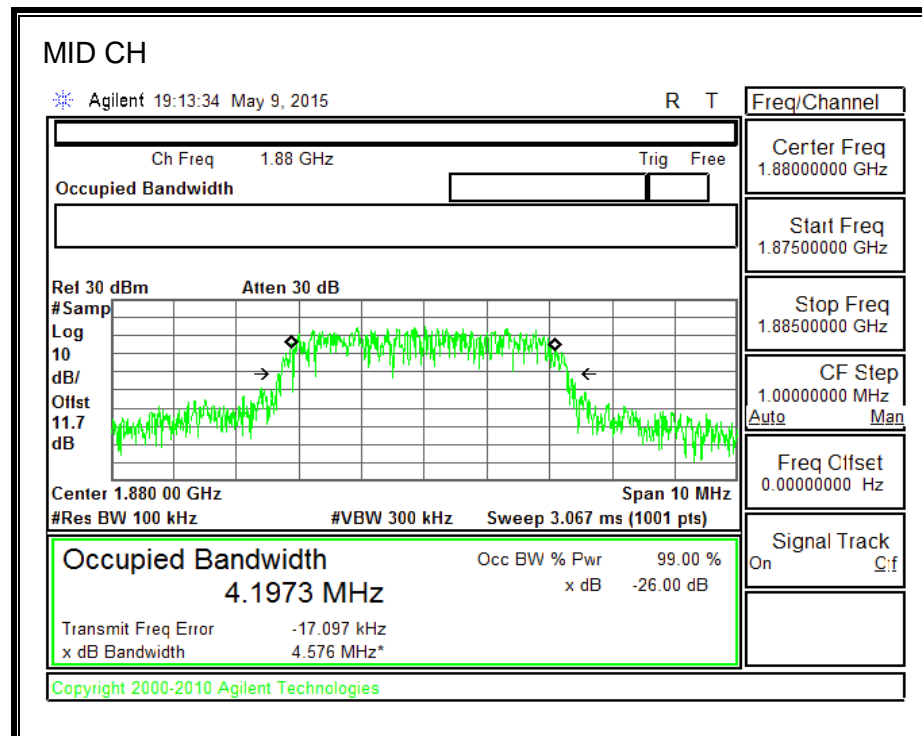 MID CH
Agilent 19:13:34 May 9, 2015 R T
Freq/Channel
Ch Freq 1.88 GHz Trig Free
Occupied Bandwidth
Center Freq
1.88000000 GHz
Start Freq
1.87500000 GHz
Stop Freq
1.88500000 GHz
CF Step
1.00000000 MHz
Auto Man
Freq Offset
0.00000000 Hz
Signal Track
On Off
Ref 30 dBm Atten 30 dB
#Samp
Log
10
dB/
Offst
11.7
dB
Center 1.880 00 GHz Span 10 MHz
#Res BW 100 kHz #VBW 300 kHz Sweep 3.067 ms (1001 pts)
Occupied Bandwidth
4.1973 MHz
Occ BW % Pwr 99.00 %
x dB -26.00 dB
Transmit Freq Error -17.097 kHz
x dB Bandwidth 4.576 MHz*
Copyright 2000-2010 Agilent Technologies